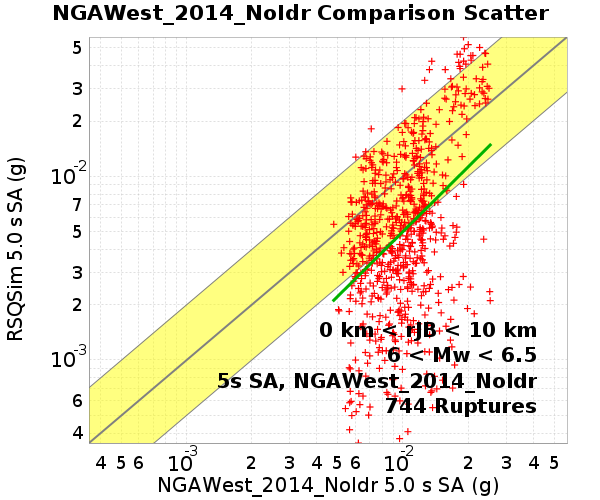 NGAWest_2014_NoIdr Comparison Scatter
RSQSim 5.0 s SA (g)
5
3
2
10-2
7
5
3
2
10-3
6
4
0 km < rJB < 10 km
6 < Mw < 6.5
5s SA, NGAWest_2014_NoIdr
744 Ruptures
4 5 6 10-3 2 3 4 5 6 10-2 2 3 4 5
NGAWest_2014_NoIdr 5.0 s SA (g)